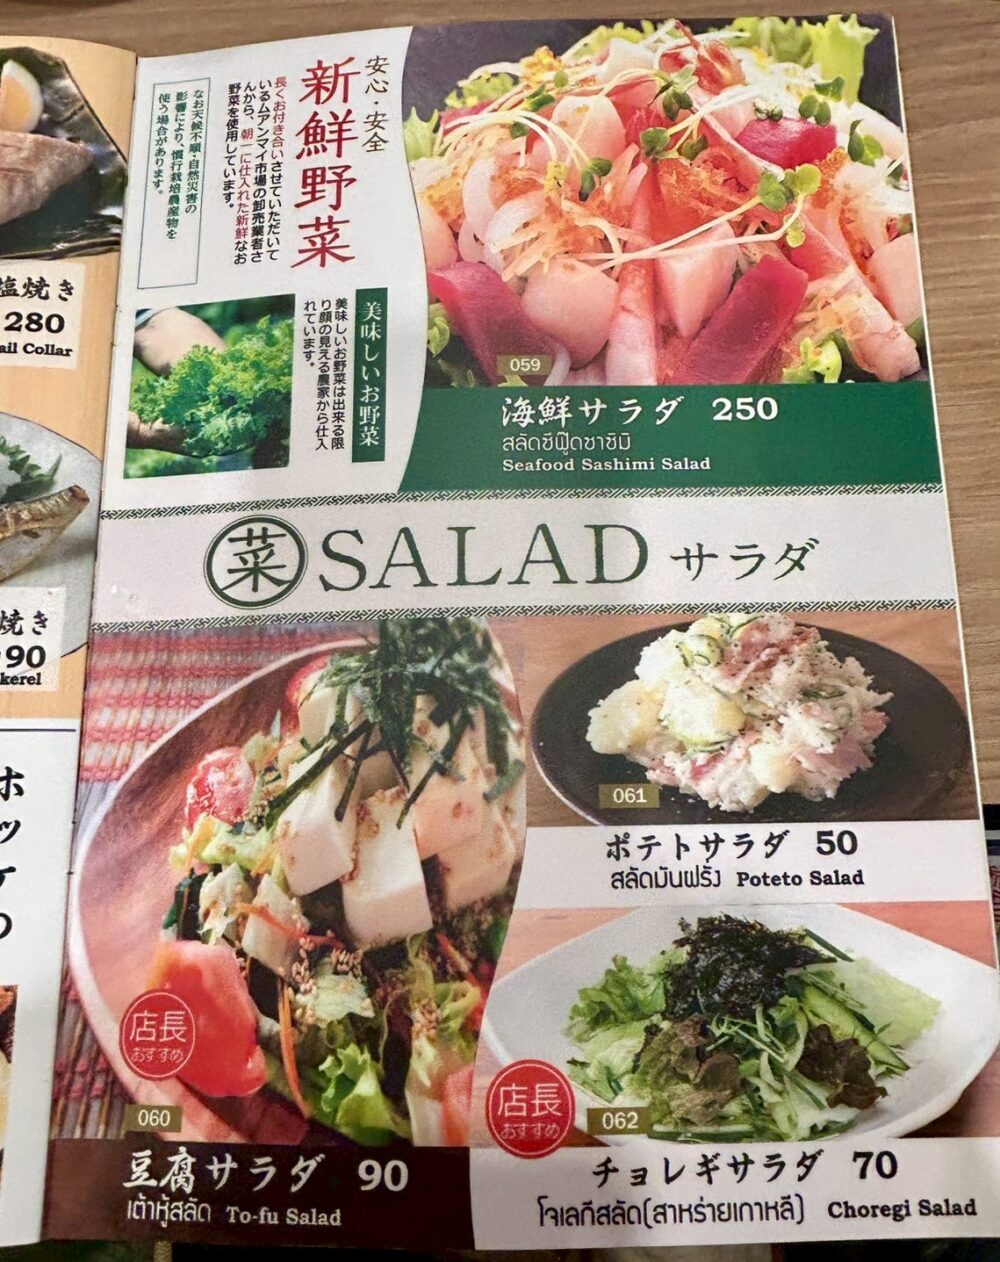 安心・安全
新鮮野菜
長くお付き合いさせていただいて
いるムアンマイ市場の卸売業者さ
んから、朝一に仕入れた新鮮なお
野菜を使用しています。
なお天候不順・自然災害の
影響により、慣行栽培農産物を
使う場合があります。
美味しいお野菜
美味しいお野菜は出来る限
り顔の見える農家から仕入
れています。
059
海鮮サラダ 250
สลัดซีฟู๊ดซาซิมิ
Seafood Sashimi Salad
菜 SALAD サラダ
061
ポテトサラダ 50
สลัดมันฝรั่ง Poteto Salad
店長
おすすめ
060
豆腐サラダ 90
เต้าหู้สลัด To-fu Salad
店長
おすすめ
062
チョレギサラダ 70
โจเลกีสลัด(สาหร่ายเกาหลี) Choregi Salad
塩焼き
280
ail Collar
焼き
90
kerel
ホッケの